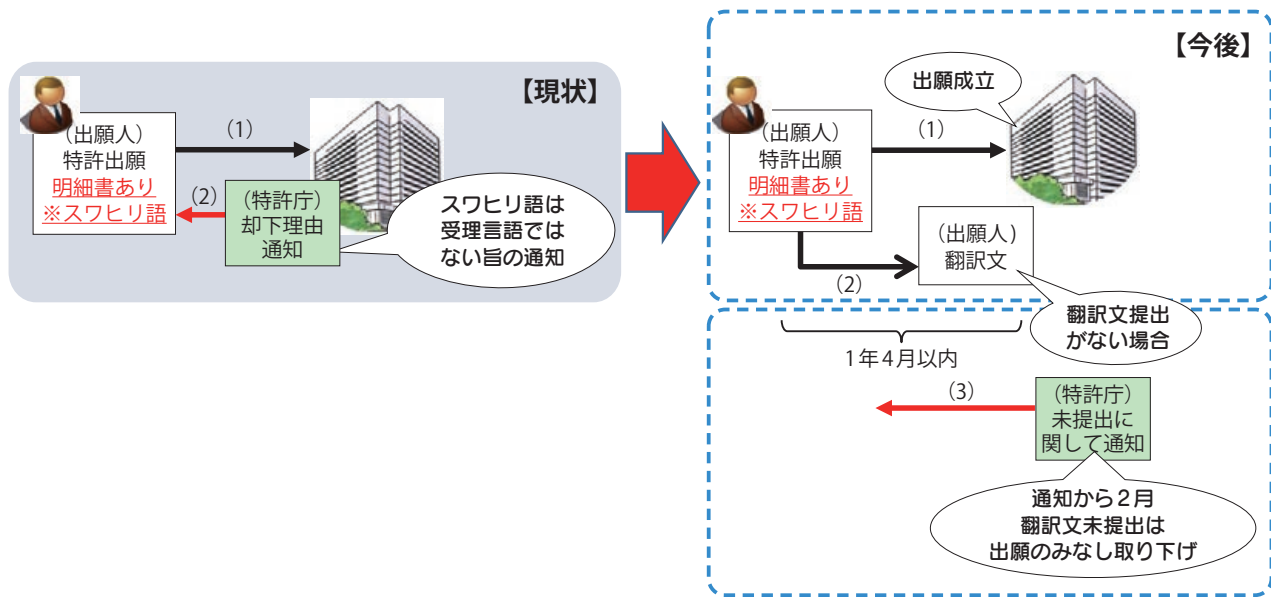 【現状】
(出願人)
特許出願
明細書あり
※スワヒリ語
(1)
(2)
(特許庁)
却下理由
通知
スワヒリ語は
受理言語では
ない旨の通知
【今後】
出願成立
(出願人)
特許出願
明細書あり
※スワヒリ語
(1)
(2)
(出願人)
翻訳文
翻訳文提出
がない場合
1年4月以内
(3)
(特許庁)
未提出に
関して通知
通知から2月
翻訳文未提出は
出願のみなし取り下げ